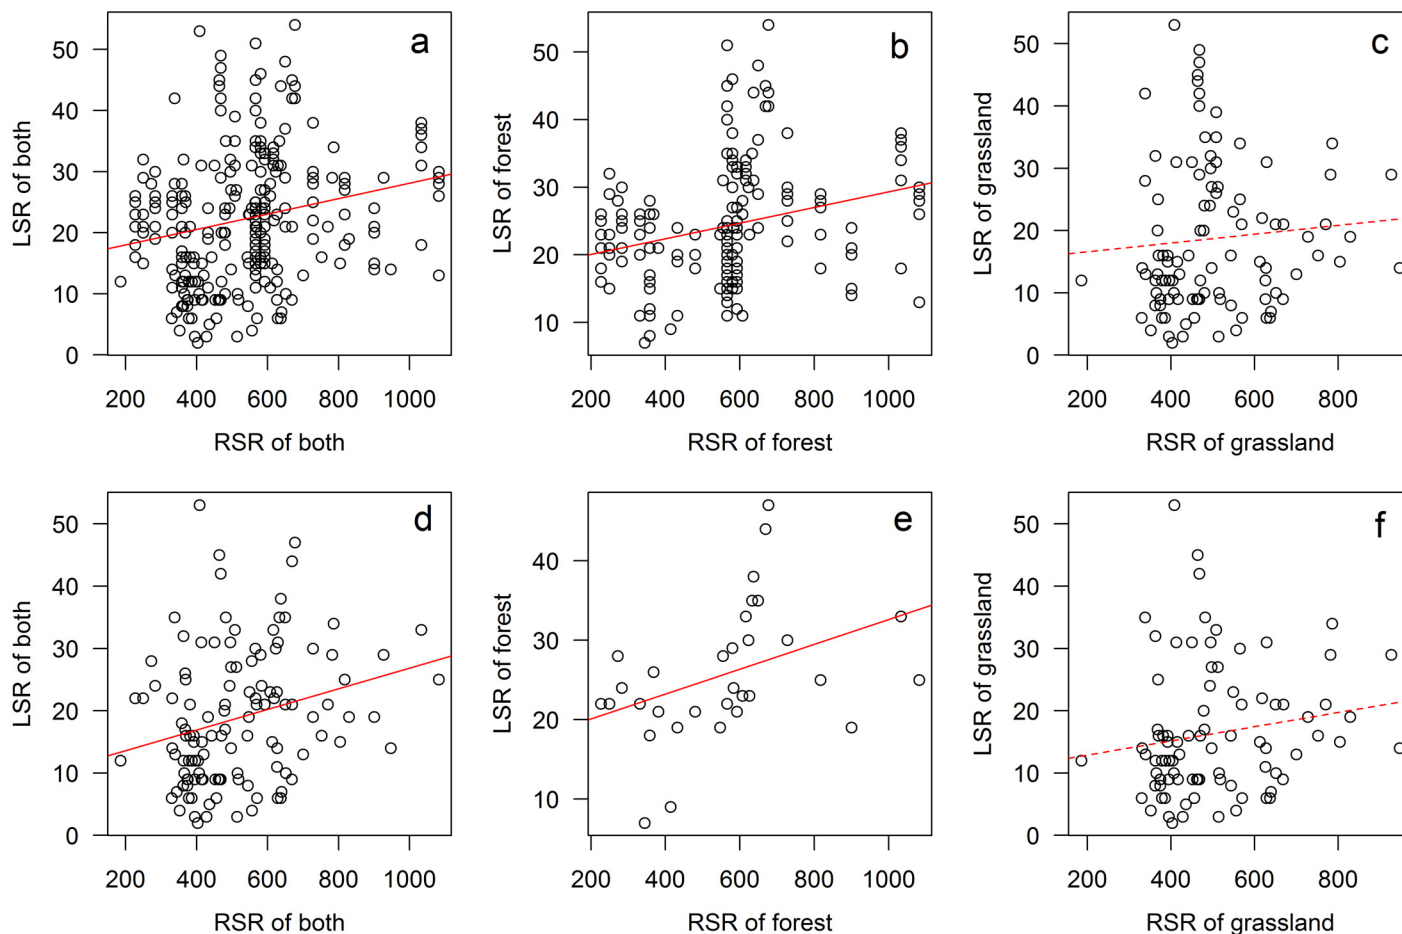 a
LSR of both
0 10 20 30 40 50
200 400 600 800 1000
RSR of both
b
LSR of forest
10 20 30 40 50
200 400 600 800 1000
RSR of forest
c
LSR of grassland
0 10 20 30 40 50
200 400 600 800
RSR of grassland
d
LSR of both
0 10 20 30 40 50
200 400 600 800 1000
RSR of both
e
LSR of forest
10 20 30 40
200 400 600 800 1000
RSR of forest
f
LSR of grassland
0 10 20 30 40 50
200 400 600 800
RSR of grassland